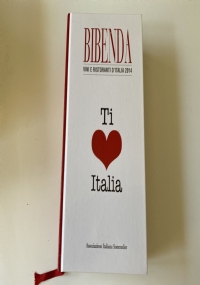 BIBENDA
VINI E RISTORANTI D'ITALIA 2014
Ti
Italia
Associazione Italiana Sommelier